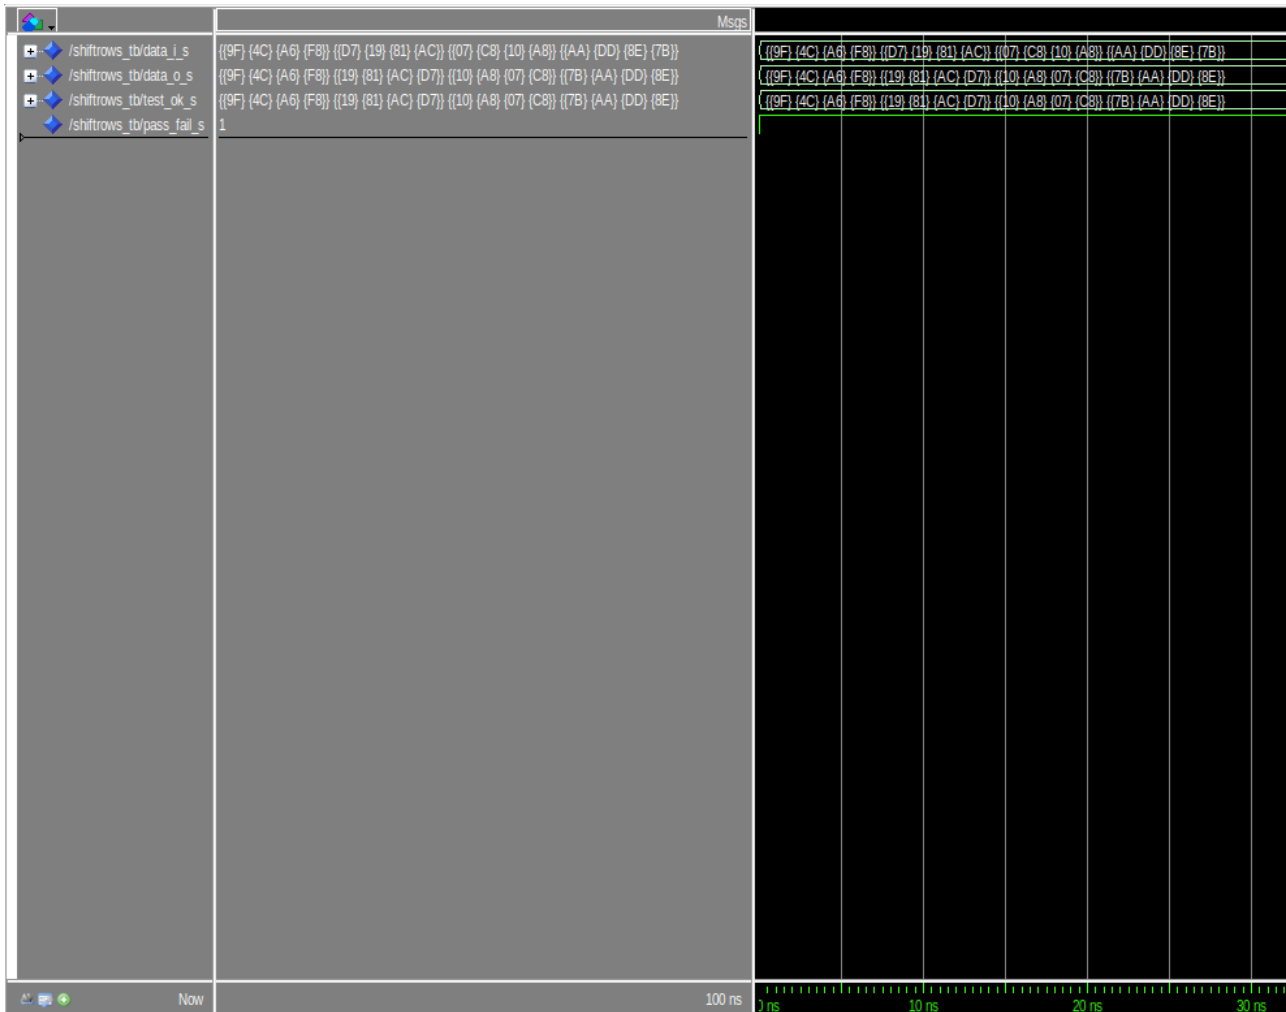 Msgs
/shiftrows_tb/data_i_s {{9F} {4C} {A6} {F8}} {{D7} {19} {81} {AC}} {{07} {C8} {10} {A8}} {{AA} {DD} {8E} {7B}} {{9F} {4C} {A6} {F8}} {{D7} {19} {81} {AC}} {{07} {C8} {10} {A8}} {{AA} {DD} {8E} {7B}}
/shiftrows_tb/data_o_s {{9F} {4C} {A6} {F8}} {{19} {81} {AC} {D7}} {{10} {A8} {07} {C8}} {{7B} {AA} {DD} {8E}} {{9F} {4C} {A6} {F8}} {{19} {81} {AC} {D7}} {{10} {A8} {07} {C8}} {{7B} {AA} {DD} {8E}}
/shiftrows_tb/test_ok_s {{9F} {4C} {A6} {F8}} {{19} {81} {AC} {D7}} {{10} {A8} {07} {C8}} {{7B} {AA} {DD} {8E}} {{9F} {4C} {A6} {F8}} {{19} {81} {AC} {D7}} {{10} {A8} {07} {C8}} {{7B} {AA} {DD} {8E}}
/shiftrows_tb/pass_fail_s 1
Now 100 ns
ns 10 ns 20 ns 30 ns